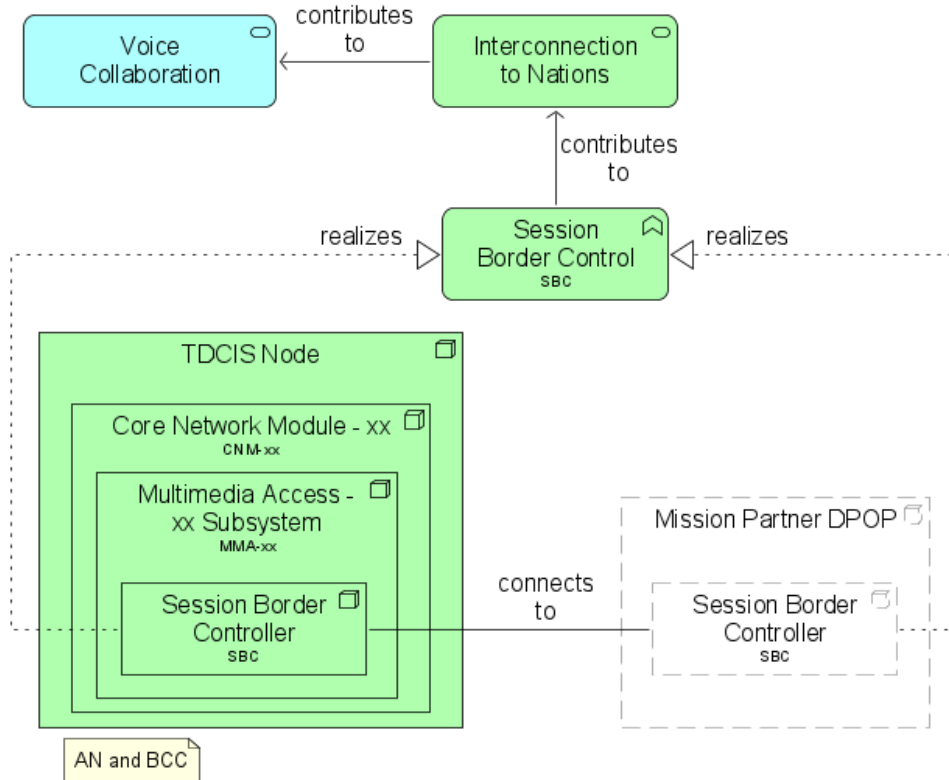 contributes
to
Voice
Collaboration
Interconnection
to Nations
contributes
to
realizes
Session
Border Control
SBC
realizes
TDCIS Node
Core Network Module - xx
CNM-xx
Multimedia Access -
xx Subsystem
MMA-xx
Session Border
Controller
SBC
connects
to
Mission Partner DPOP
Session Border
Controller
SBC
AN and BCC